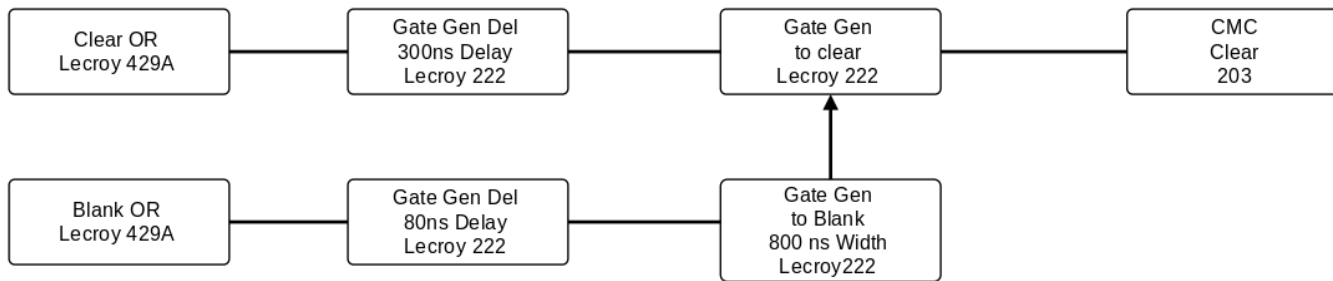 Clear OR
Lecroy 429A
Gate Gen Del
300ns Delay
Lecroy 222
Gate Gen
to clear
Lecroy 222
CMC
Clear
203
Blank OR
Lecroy 429A
Gate Gen Del
80ns Delay
Lecroy 222
Gate Gen
to Blank
800 ns Width
Lecroy222